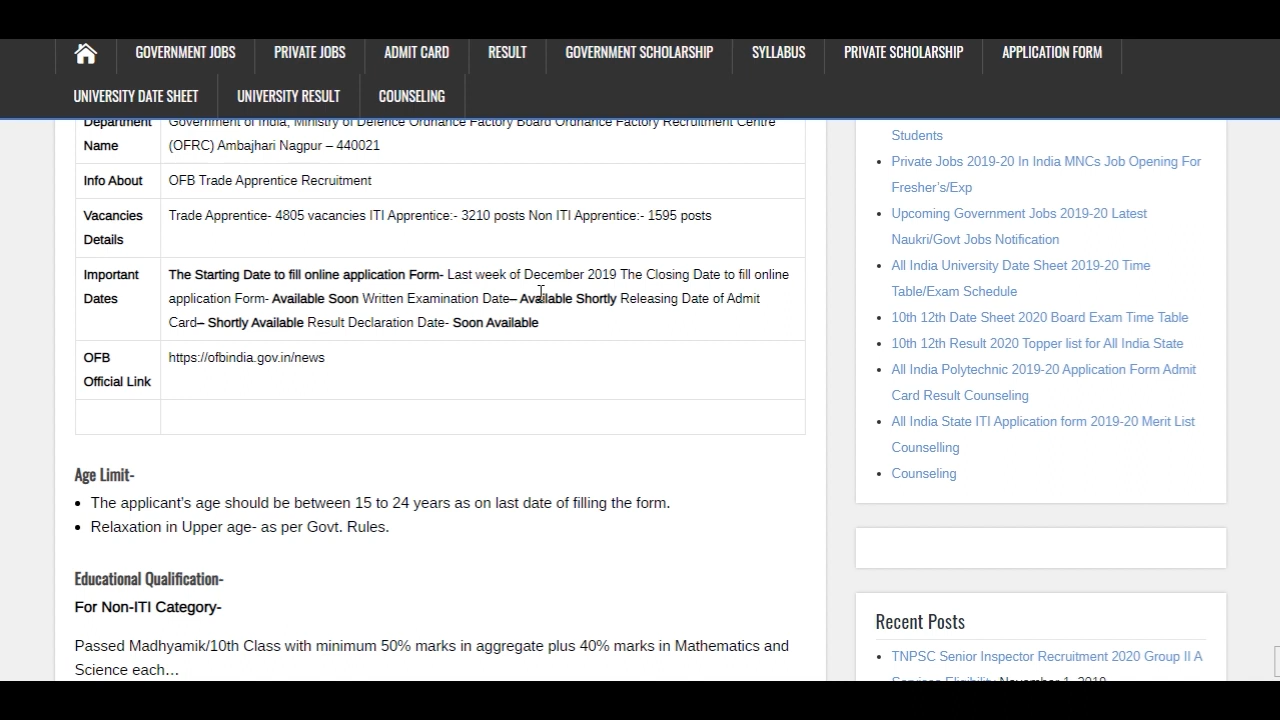 GOVERNMENT JOBS PRIVATE JOBS ADMIT CARD RESULT GOVERNMENT SCHOLARSHIP SYLLABUS PRIVATE SCHOLARSHIP APPLICATION FORM
UNIVERSITY DATE SHEET UNIVERSITY RESULT COUNSELING
Department Government of India, Ministry of Defence Ordnance Factory Board Ordnance Factory Recruitment Centre
Name (OFRC) Ambajhari Nagpur – 440021
Info About OFB Trade Apprentice Recruitment
Vacancies Trade Apprentice- 4805 vacancies ITI Apprentice:- 3210 posts Non ITI Apprentice:- 1595 posts
Details
Important The Starting Date to fill online application Form- Last week of December 2019 The Closing Date to fill online
Dates application Form- Available Soon Written Examination Date– Available Shortly Releasing Date of Admit
Card– Shortly Available Result Declaration Date- Soon Available
OFB https://ofbindia.gov.in/news
Official Link
Age Limit-
• The applicant's age should be between 15 to 24 years as on last date of filling the form.
• Relaxation in Upper age- as per Govt. Rules.
Educational Qualification-
For Non-ITI Category-
Passed Madhyamik/10th Class with minimum 50% marks in aggregate plus 40% marks in Mathematics and
Science each…
Students
• Private Jobs 2019-20 In India MNCs Job Opening For
Fresher's/Exp
• Upcoming Government Jobs 2019-20 Latest
Naukri/Govt Jobs Notification
• All India University Date Sheet 2019-20 Time
Table/Exam Schedule
• 10th 12th Date Sheet 2020 Board Exam Time Table
• 10th 12th Result 2020 Topper list for All India State
• All India Polytechnic 2019-20 Application Form Admit
Card Result Counseling
• All India State ITI Application form 2019-20 Merit List
Counselling
• Counseling
Recent Posts
• TNPSC Senior Inspector Recruitment 2020 Group II A
Services Eligibility November 1, 2019